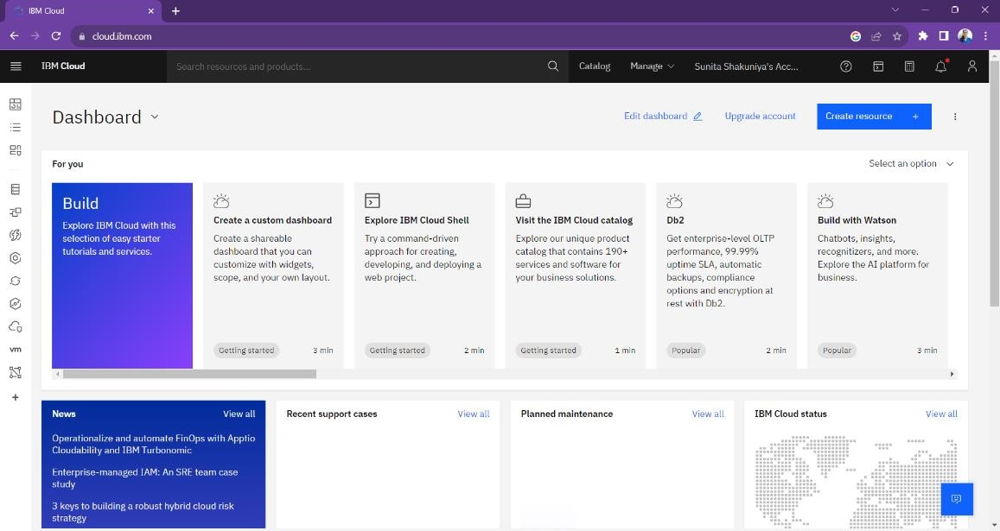 IBM Cloud
cloud.ibm.com
IBM Cloud
Search resources and products...
Catalog
Manage
Sunita Shakuniya's Acc...
Dashboard
Edit dashboard
Upgrade account
Create resource +
For you
Select an option
Build
Explore IBM Cloud with this
selection of easy starter
tutorials and services.
Create a custom dashboard
Create a shareable
dashboard that you can
customize with widgets,
scope, and your own layout.
Getting started
3 min
Explore IBM Cloud Shell
Try a command-driven
approach for creating,
developing, and deploying a
web project.
Getting started
2 min
Visit the IBM Cloud catalog
Explore our unique product
catalog that contains 190+
services and software for
your business solutions.
Getting started
1 min
Db2
Get enterprise-level OLTP
performance, 99.99%
uptime SLA, automatic
backups, compliance
options and encryption at
rest with Db2.
Popular
2 min
Build with Watson
Chatbots, insights,
recognitizers, and more.
Explore the AI platform for
business.
Popular
3 min
vm
News
View all
Operationalize and automate FinOps with Apptio
Cloudability and IBM Turbonomic
Enterprise-managed IAM: An SRE team case
study
3 keys to building a robust hybrid cloud risk
strategy
Recent support cases
View all
Planned maintenance
View all
IBM Cloud status
View all